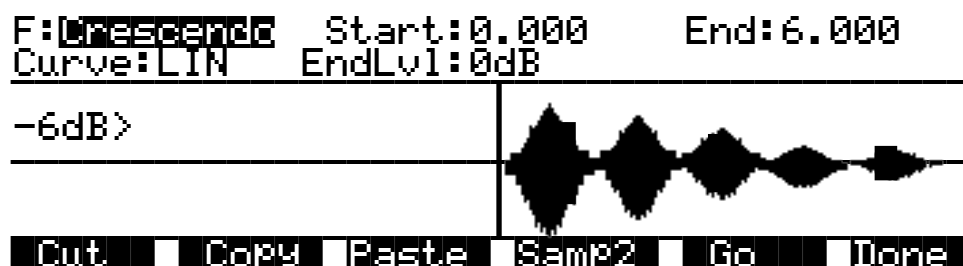 F:Crescendo Start:0.000 End:6.000
Curve:LIN EndLvl:0dB
-6dB>
Cut Copy Paste Samp2 Go Done